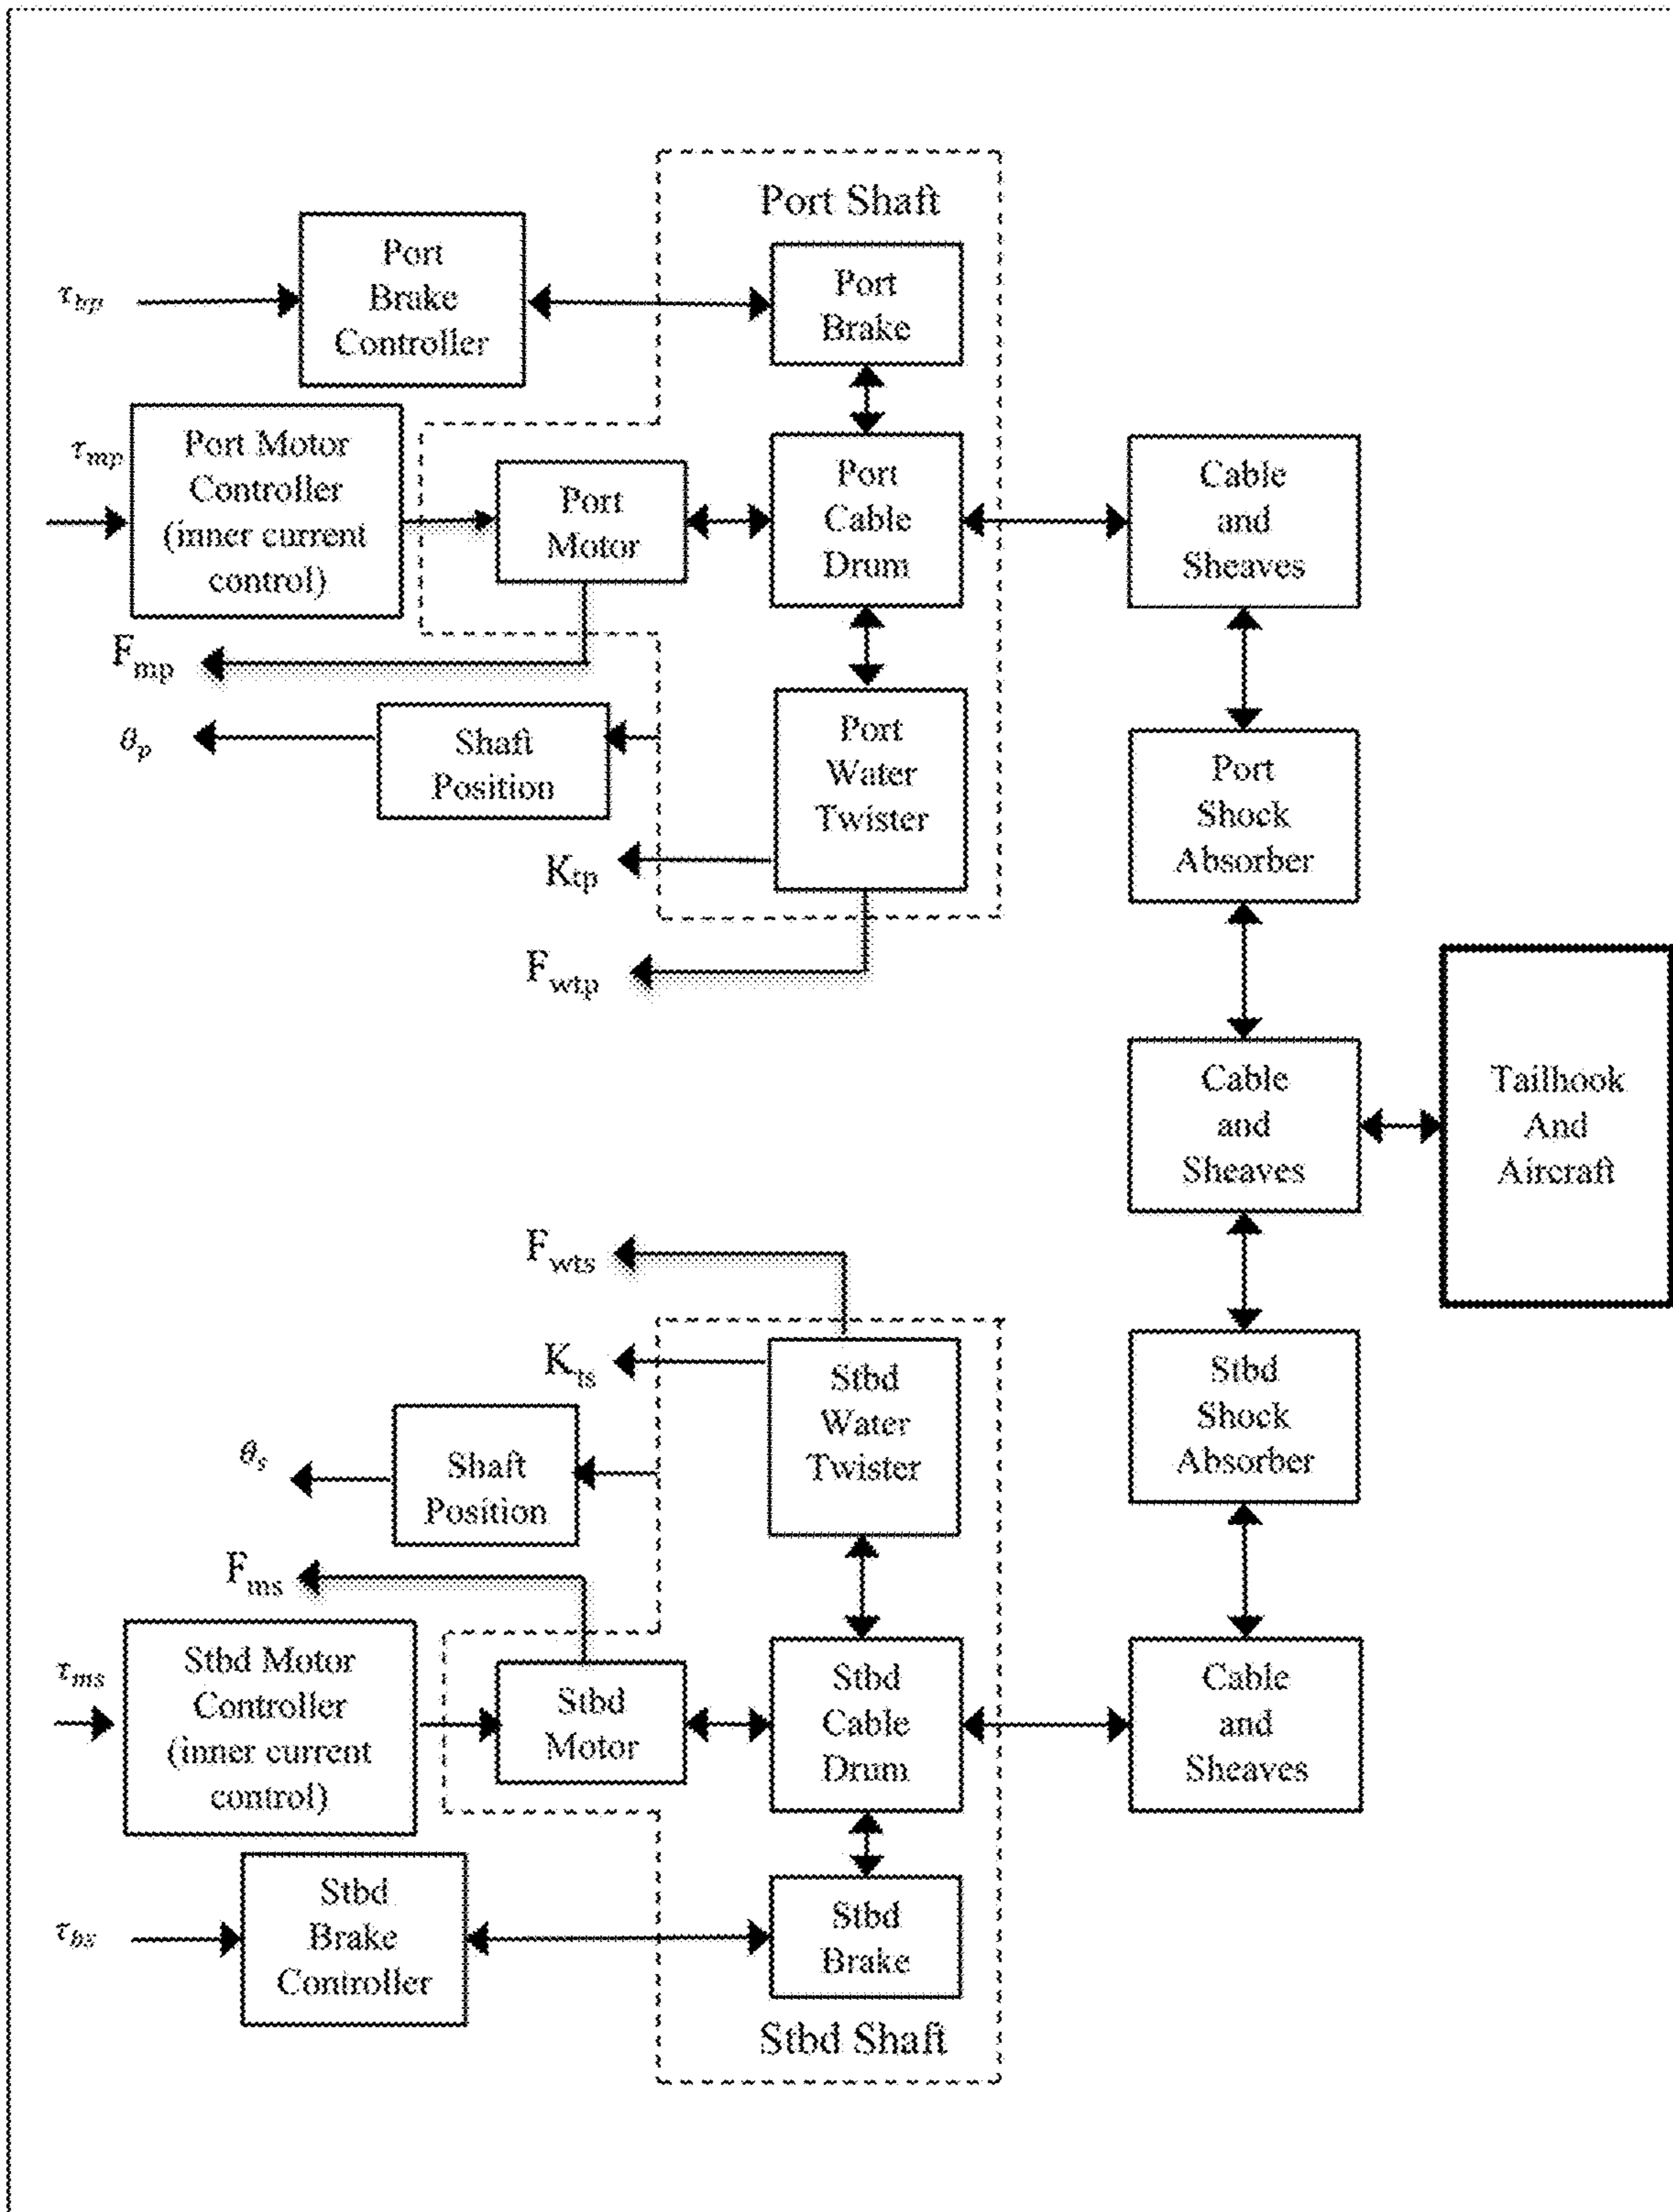 Port Shaft
Port
Brake
Controller
τbp
Port
Brake
τmp
Port Motor
Controller
(inner current
control)
Port
Motor
Port
Cable
Drum
Cable
and
Sheaves
Fmp
θp
Shaft
Position
Port
Water
Twister
Port
Shock
Absorber
Ktp
Fwtp
Cable
and
Sheaves
Tailhook
And
Aircraft
Fwts
Kts
Stbd
Water
Twister
Stbd
Shock
Absorber
θs
Shaft
Position
Fms
τms
Stbd Motor
Controller
(inner current
control)
Stbd
Motor
Stbd
Cable
Drum
Cable
and
Sheaves
τbs
Stbd
Brake
Controller
Stbd
Brake
Stbd Shaft